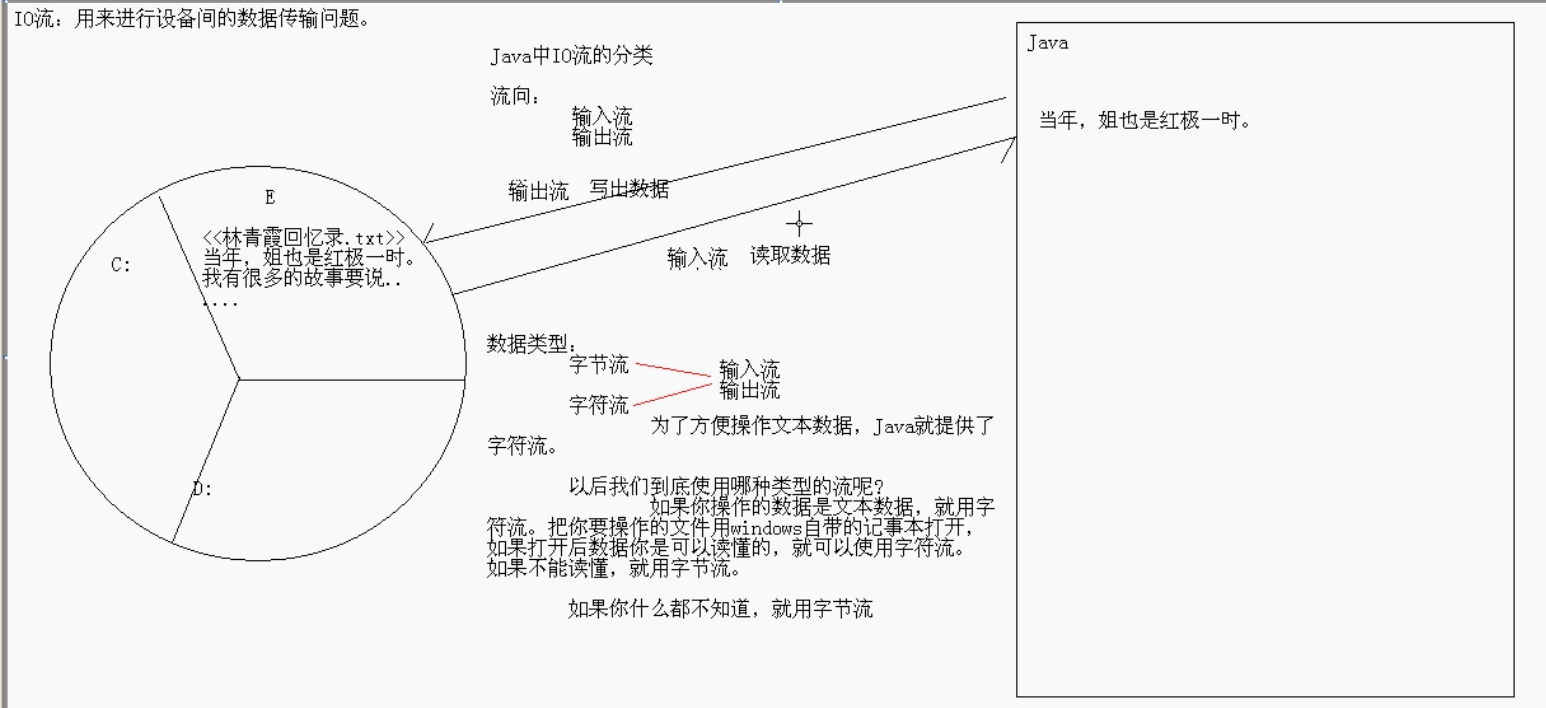 IO流：用来进行设备间的数据传输问题。
Java中IO流的分类
流向：
输入流
输出流
输出流 写出数据
输入流 读取数据
Java
当年，姐也是红极一时。
E
<<林青霞回忆录.txt>>
当年，姐也是红极一时。
我有很多的故事要说..
....
C:
D:
数据类型：
字节流
字符流
输入流
输出流
为了方便操作文本数据，Java就提供了
字符流。
以后我们到底使用哪种类型的流呢?
如果你操作的数据是文本数据，就用字
符流。把你要操作的文件用windows自带的记事本打开，
如果打开后数据你是可以读懂的，就可以使用字符流。
如果不能读懂，就用字节流。
如果你什么都不知道，就用字节流